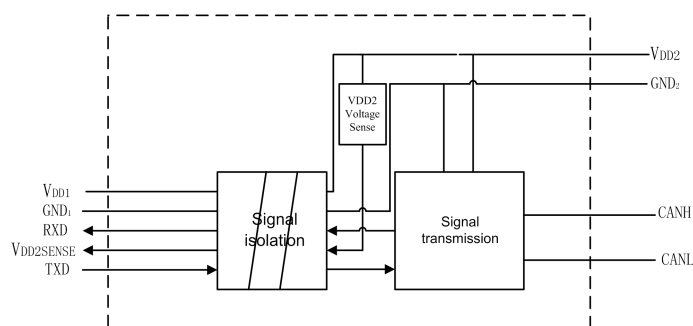 VDD2
GND2
VDD2
Voltage
Sense
VDD1
GND1
RXD
VDD2SENSE
TXD
Signal
isolation
Signal
transmission
CANH
CANL